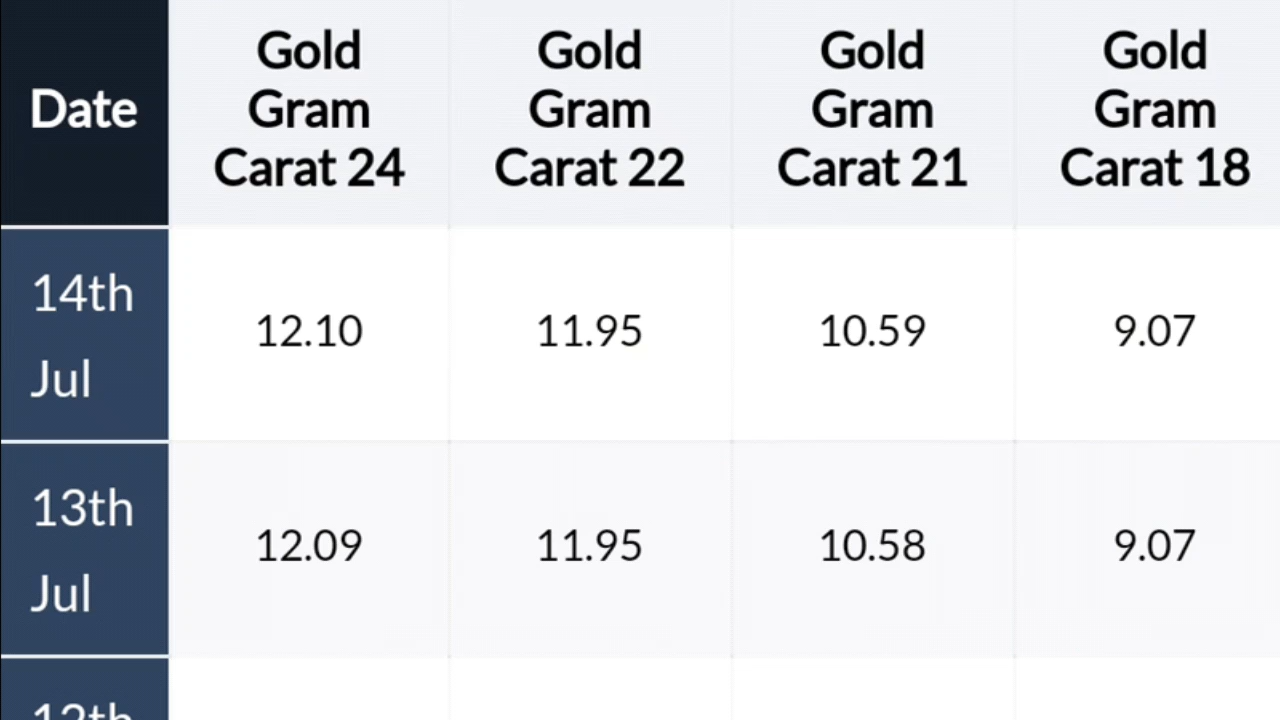 Date
Gold
Gram
Carat 24
Gold
Gram
Carat 22
Gold
Gram
Carat 21
Gold
Gram
Carat 18
14th
Jul
12.10
11.95
10.59
9.07
13th
Jul
12.09
11.95
10.58
9.07